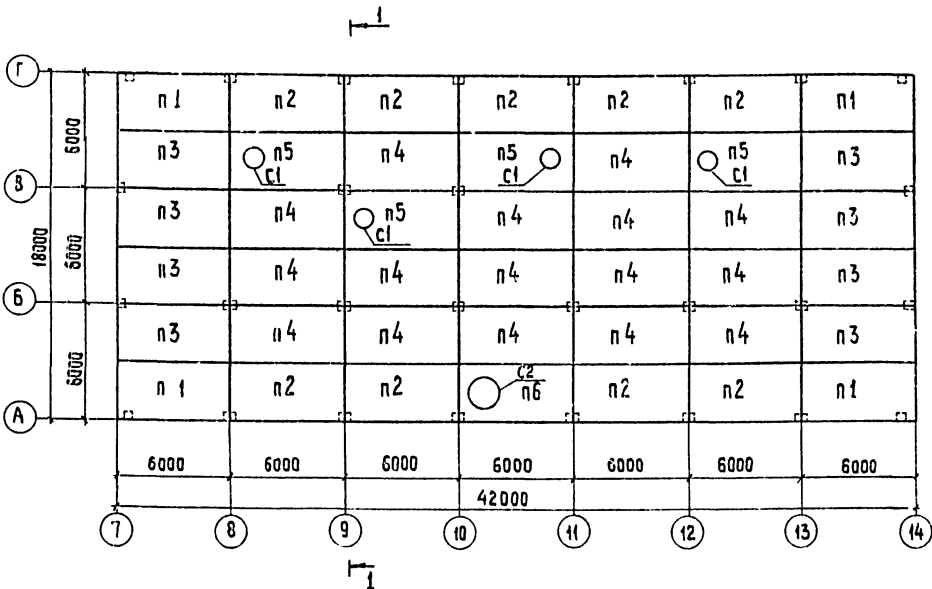 1
Г
п1 п2 п2 п2 п2 п2 п1
6000
п3 п5 п4 п5 п4 п5 п3
С1 С1 С1
В
п3 п4 п5 п4 п4 п4 п3
С1
18000
6000
п3 п4 п4 п4 п4 п4 п3
Б
п3 п4 п4 п4 п4 п4 п3
6000
С2
п1 п2 п2 п6 п2 п2 п1
А
6000 6000 6000 6000 6000 6000 6000
42000
7 8 9 10 11 12 13 14
1